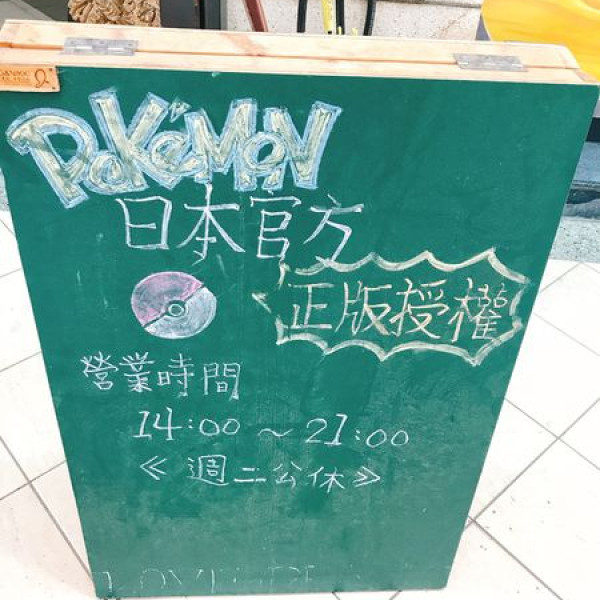 POKéMON
日本官方
正版授權
營業時間
14:00～21:00
≪週二公休≫